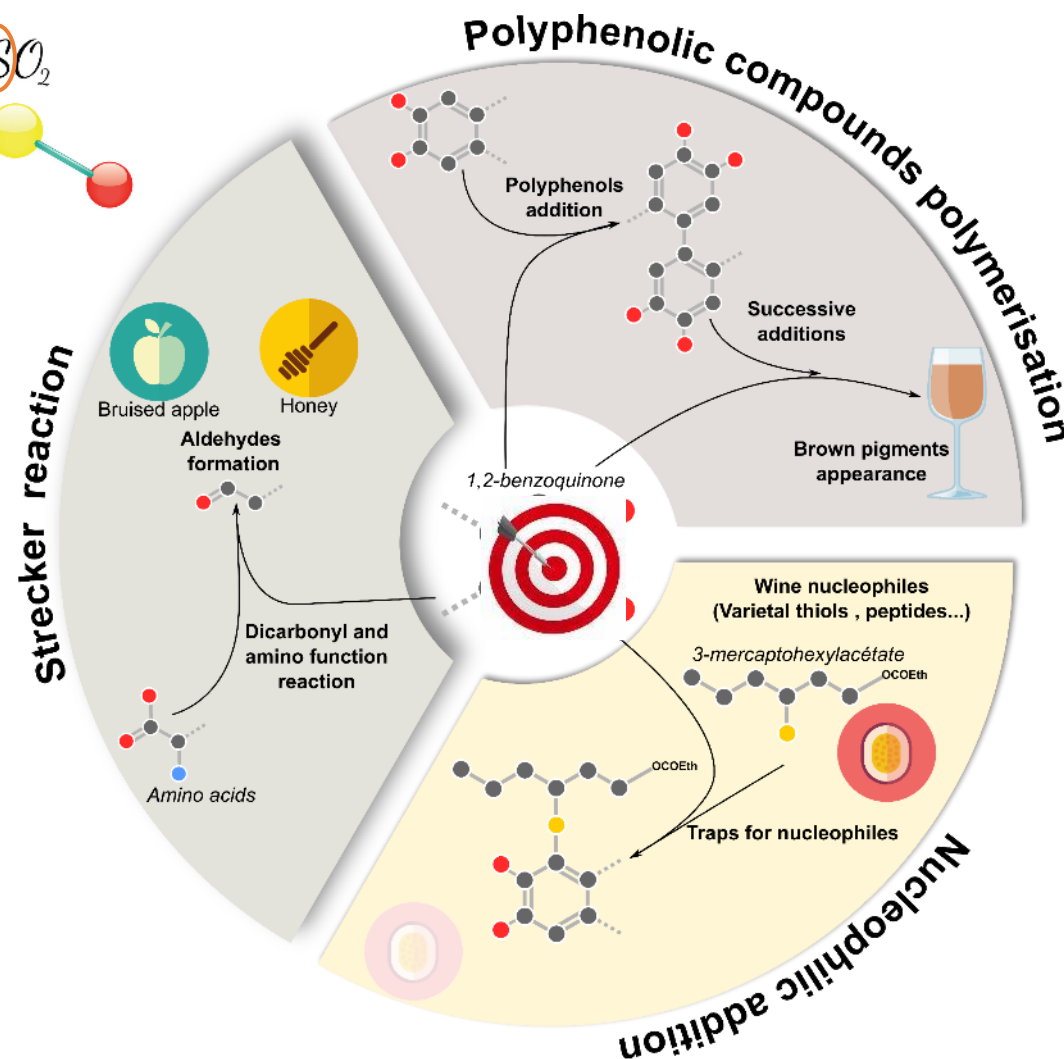 SO2
Polyphenolic compounds polymerisation
Polyphenols
addition
Successive
additions
Brown pigments
appearance
Strecker reaction
Bruised apple
Honey
Aldehydes
formation
1,2-benzoquinone
Dicarbonyl and
amino function
reaction
Amino acids
Wine nucleophiles
(Varietal thiols , peptides...)
3-mercaptohexylacétate
OCOEth
OCOEth
Traps for nucleophiles
Nucleophilic addition